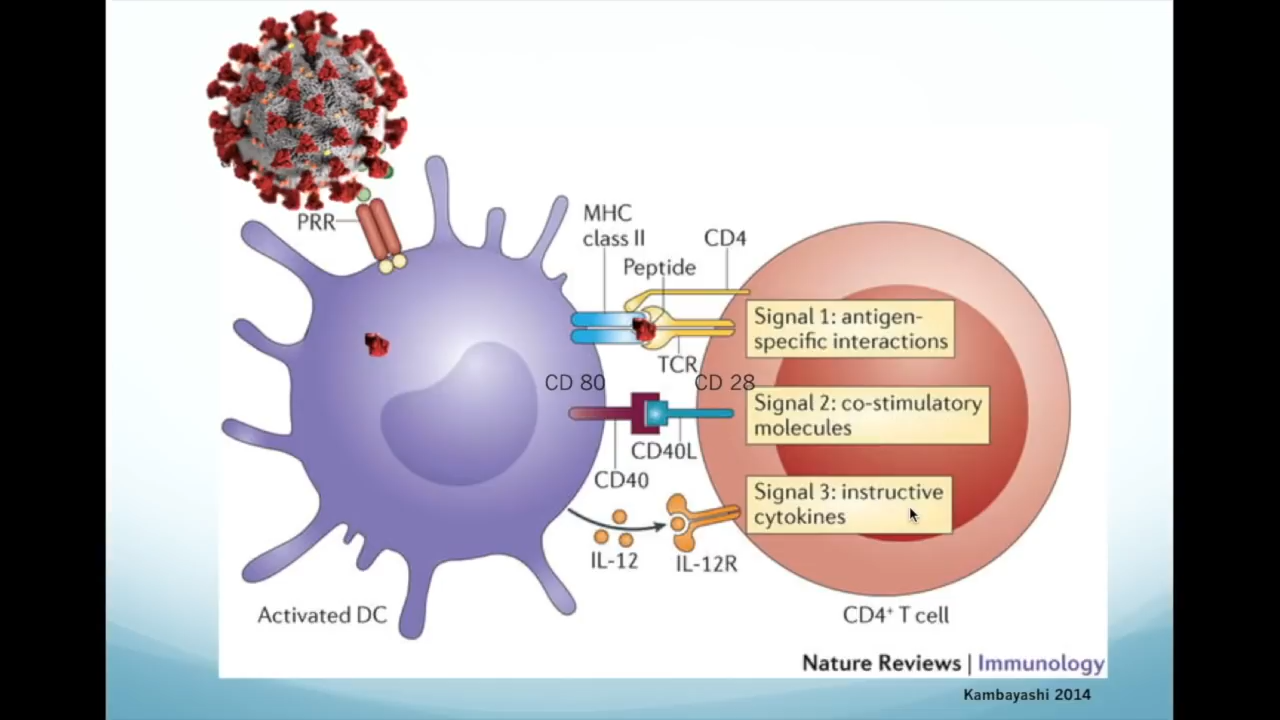 PRR
MHC
class II
CD4
Peptide
Signal 1: antigen-
specific interactions
TCR
CD 80
CD 28
Signal 2: co-stimulatory
molecules
CD40L
CD40
Signal 3: instructive
cytokines
IL-12
IL-12R
Activated DC
CD4⁺ T cell
Nature Reviews | Immunology
Kambayashi 2014